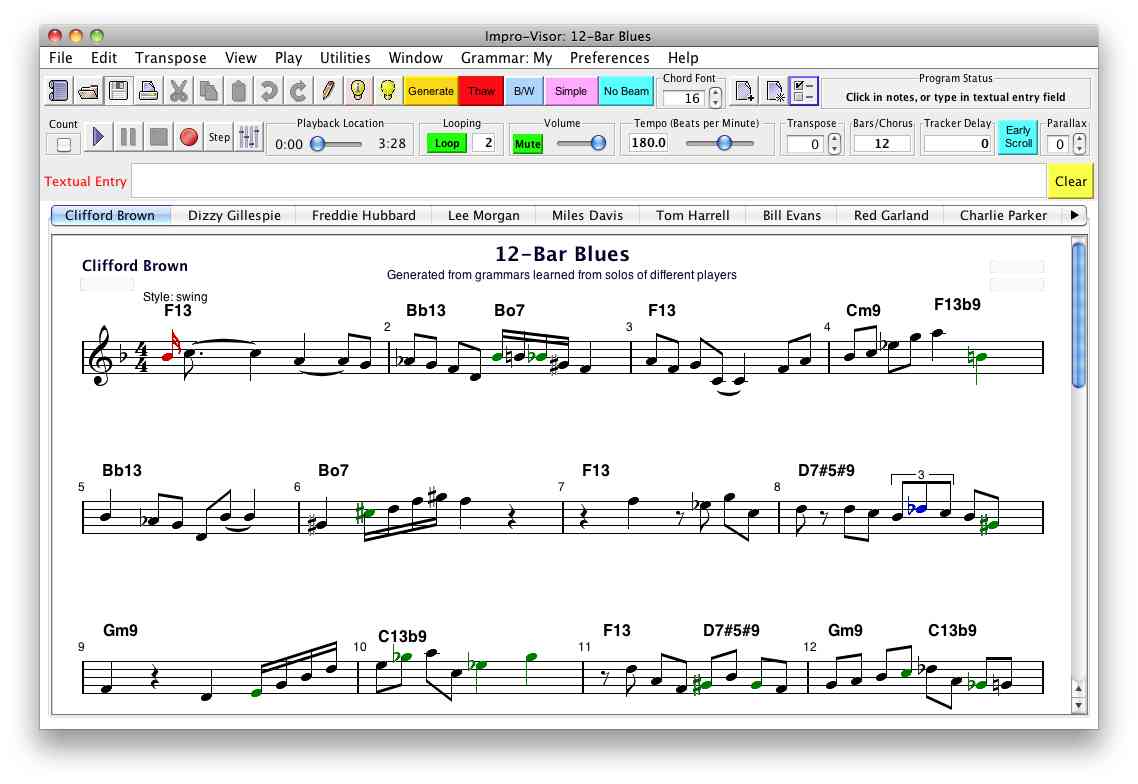 Impro-Visor: 12-Bar Blues
File Edit Transpose View Play Utilities Window Grammar: My Preferences Help
Generate Thaw B/W Simple No Beam Chord Font 16 Program Status
Click in notes, or type in textual entry field
Count Step Playback Location 0:00 3:28 Looping Loop 2 Volume Mute Tempo (Beats per Minute) 180.0 Transpose 0 Bars/Chorus 12 Tracker Delay 0 Early Scroll Parallax 0
Textual Entry Clear
Clifford Brown Dizzy Gillespie Freddie Hubbard Lee Morgan Miles Davis Tom Harrell Bill Evans Red Garland Charlie Parker
12-Bar Blues
Clifford Brown
Generated from grammars learned from solos of different players
Style: swing
F13 Bb13 Bo7 F13 Cm9 F13b9
2 3 4
4
4
Bb13 Bo7 F13 D7#5#9
5 6 7 8 3
Gm9 C13b9 F13 D7#5#9 Gm9 C13b9
9 10 11 12